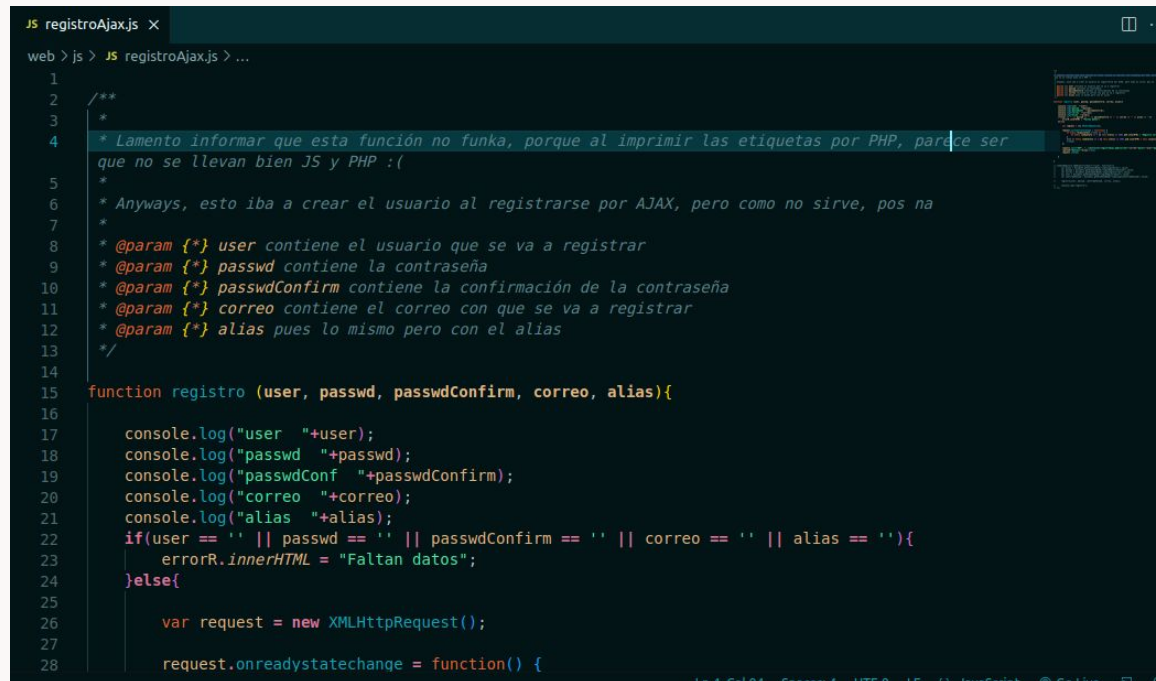 JS registroAjax.js ×
web > js > JS registroAjax.js > ...
1
2 /**
3 *
4 * Lamento informar que esta función no funka, porque al imprimir las etiquetas por PHP, parece ser
que no se llevan bien JS y PHP :(
5 *
6 * Anyways, esto iba a crear el usuario al registrarse por AJAX, pero como no sirve, pos na
7 *
8 * @param {*} user contiene el usuario que se va a registrar
9 * @param {*} passwd contiene la contraseña
10 * @param {*} passwdConfirm contiene la confirmación de la contraseña
11 * @param {*} correo contiene el correo con que se va a registrar
12 * @param {*} alias pues lo mismo pero con el alias
13 */
14
15 function registro (user, passwd, passwdConfirm, correo, alias){
16
17 console.log("user  "+user);
18 console.log("passwd  "+passwd);
19 console.log("passwdConf  "+passwdConfirm);
20 console.log("correo  "+correo);
21 console.log("alias  "+alias);
22 if(user == '' || passwd == '' || passwdConfirm == '' || correo == '' || alias == ''){
23 errorR.innerHTML = "Faltan datos";
24 }else{
25
26 var request = new XMLHttpRequest();
27
28 request.onreadystatechange = function() {